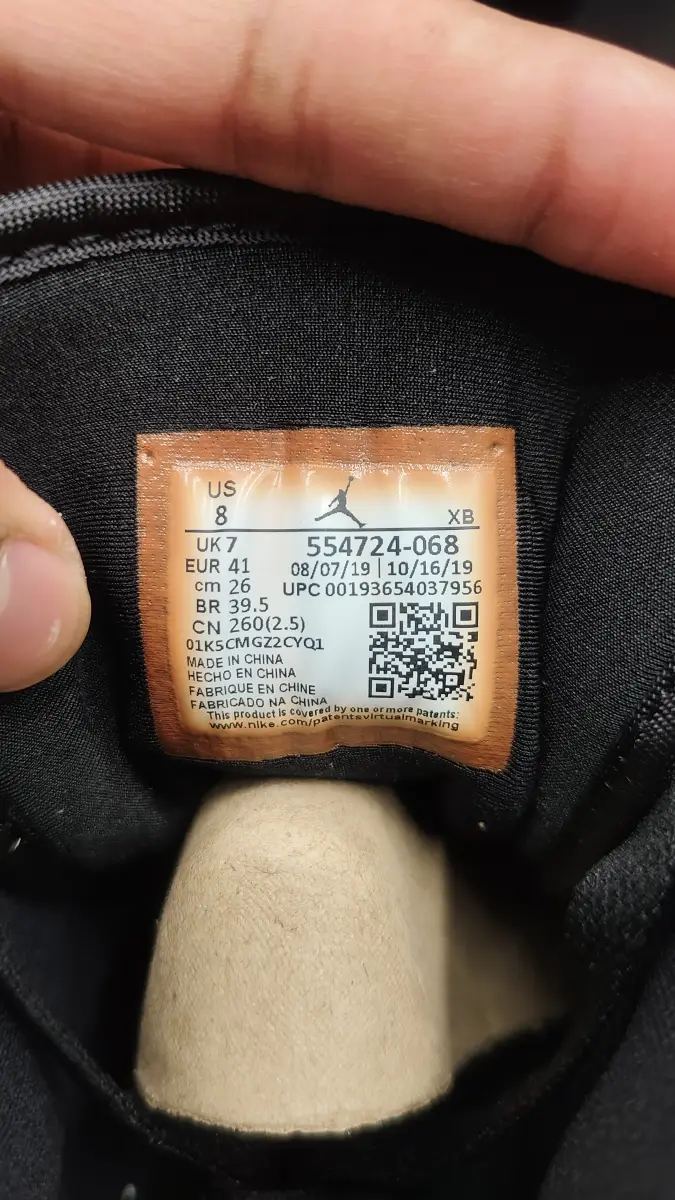 US
8 XB
UK 7 554724-068
EUR 41 08/07/19 | 10/16/19
cm 26 UPC 00193654037956
BR 39.5
CN 260(2.5)
01K5CMGZ2CYQ1
MADE IN CHINA
HECHO EN CHINA
FABRIQUE EN CHINE
FABRICADO NA CHINA
This product is covered by one or more patents:
www.nike.com/patentsvirtualmarking